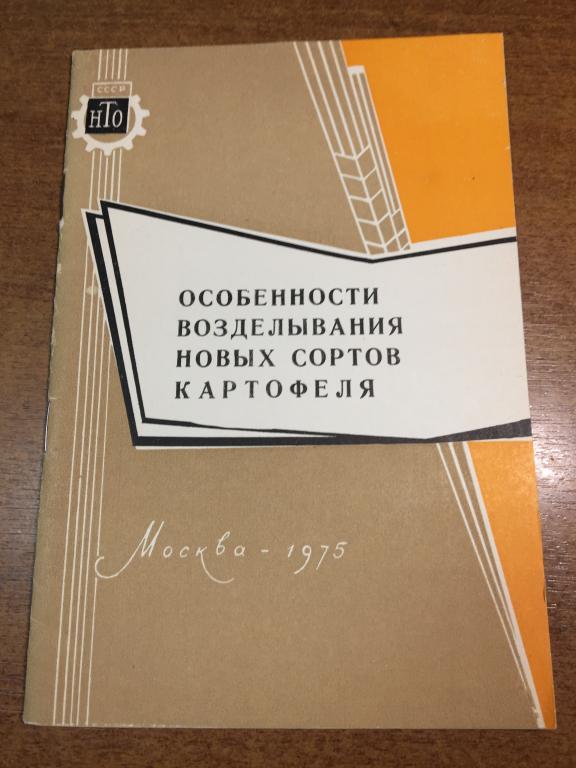 СССР
НТО
ОСОБЕННОСТИ
ВОЗДЕЛЫВАНИЯ
НОВЫХ СОРТОВ
КАРТОФЕЛЯ
Москва - 1975